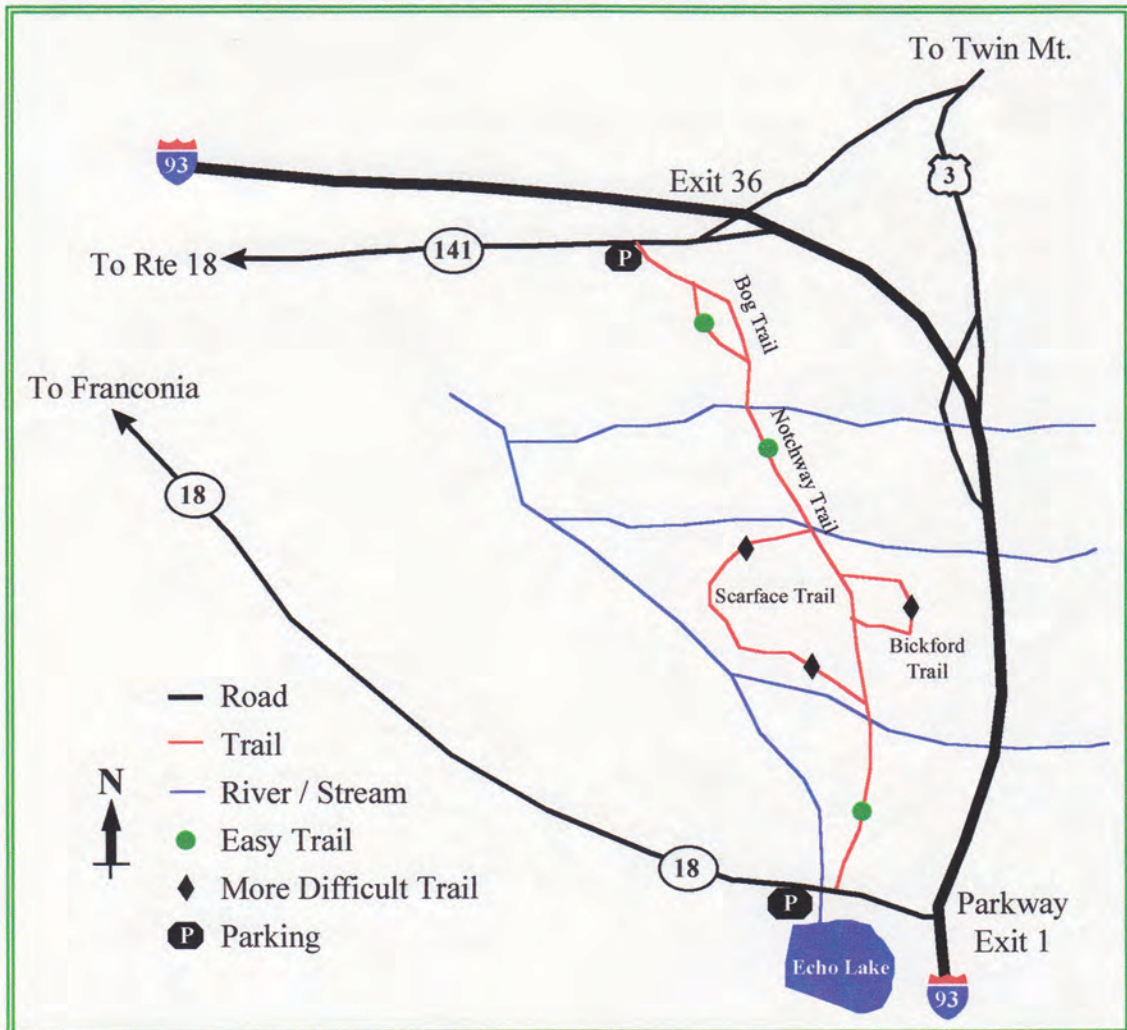 To Twin Mt.
93
Exit 36
3
To Rte 18
141
P
Bog Trail
To Franconia
Notchway Trail
18
Scarface Trail
Bickford
Trail
Road
Trail
N
River / Stream
Easy Trail
18
More Difficult Trail
P
Parking
P
Parkway
Exit 1
Echo Lake
93